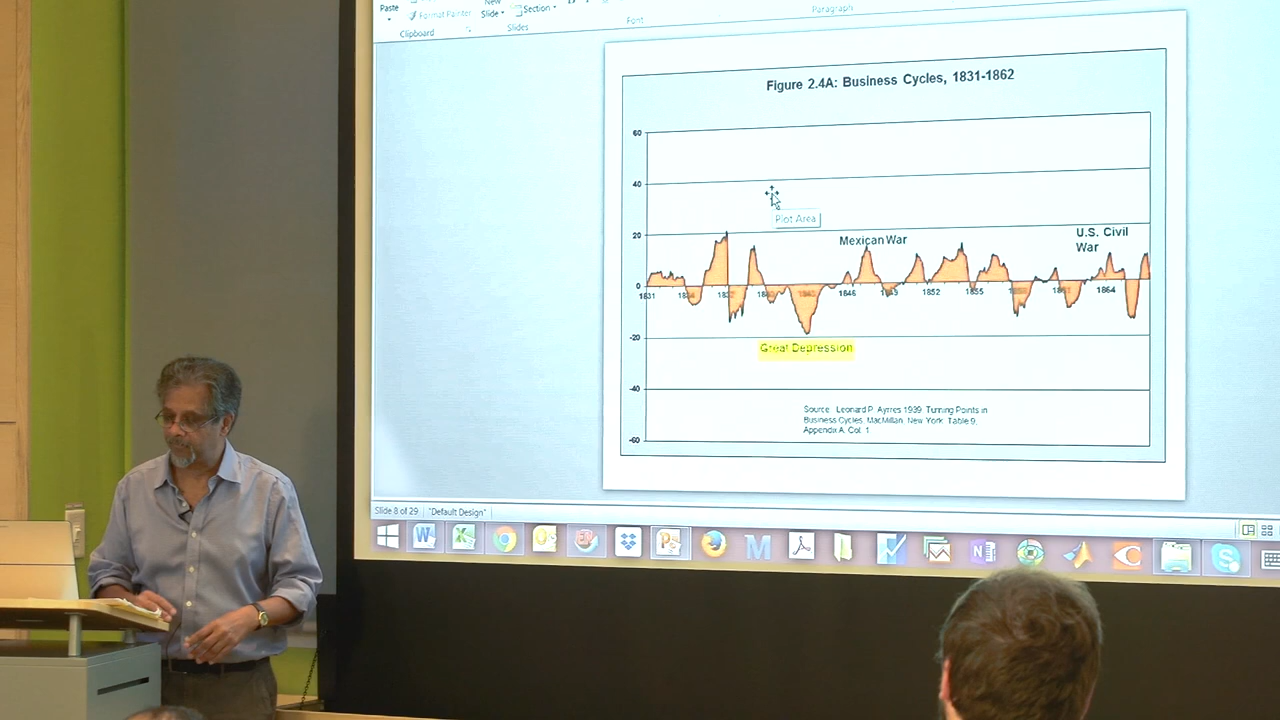 Paste
Format Painter
New
Slide
Section
Clipboard
Slides
Font
Paragraph
Figure 2.4A: Business Cycles, 1831-1862
60
40
Plot Area
20
Mexican War
U.S. Civil
War
0
1831
1846
1849
1852
1855
1864
-20
Great Depression
-40
Source: Leonard P. Ayrres 1939 Turning Points in
Business Cycles, MacMillan, New York. Table 9,
Appendix A, Col. 1
-60
Slide 8 of 29
"Default Design"